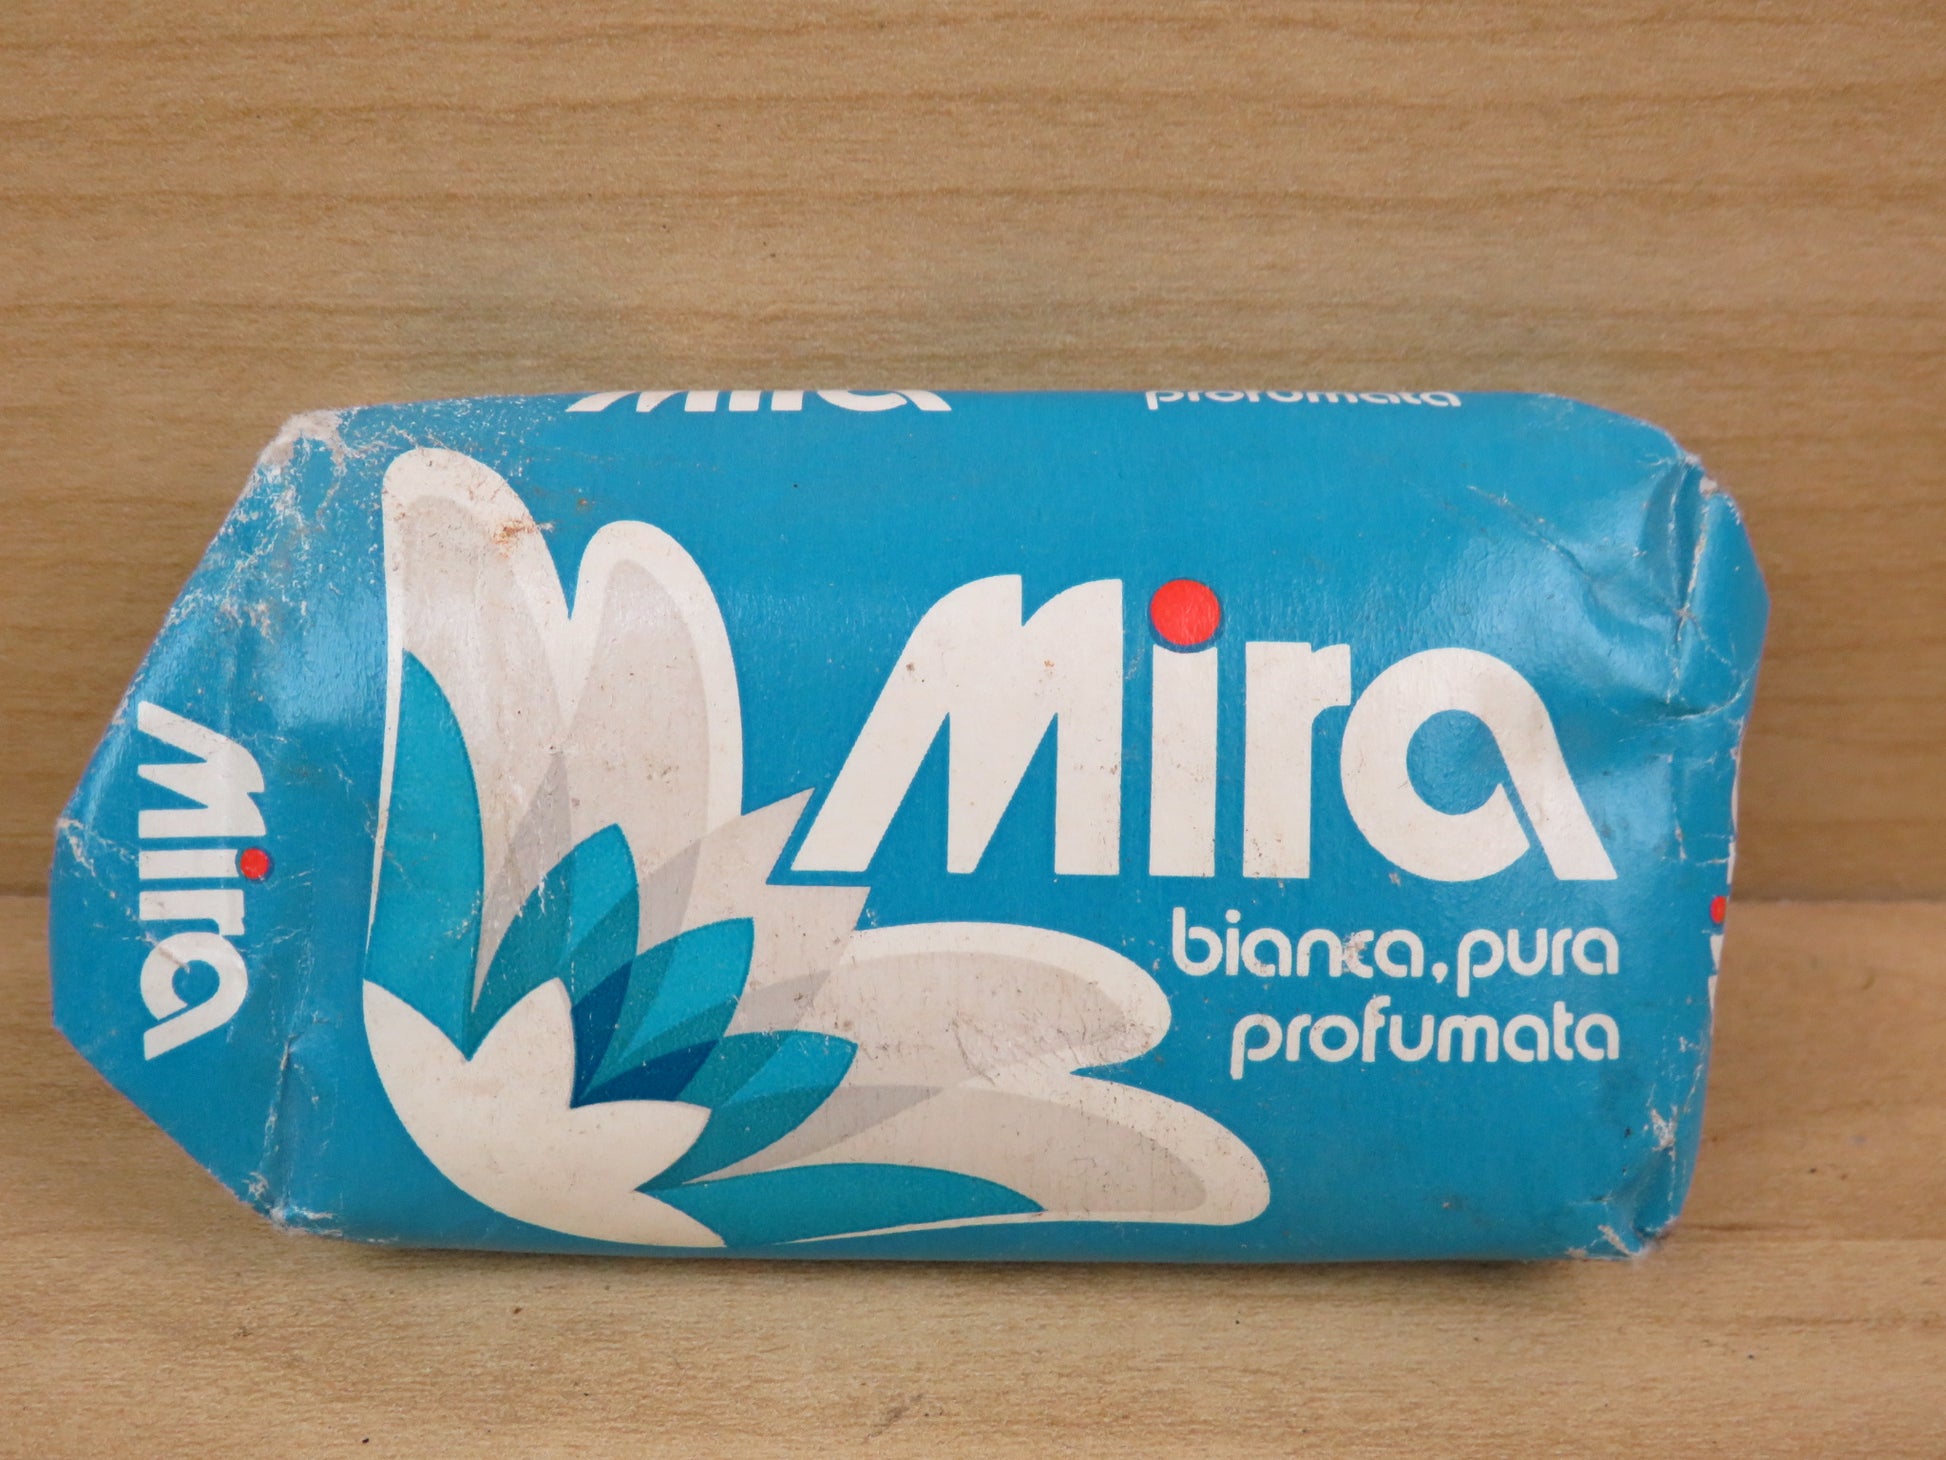 Mira
profumata
Mira
Mira
bianca, pura
profumata